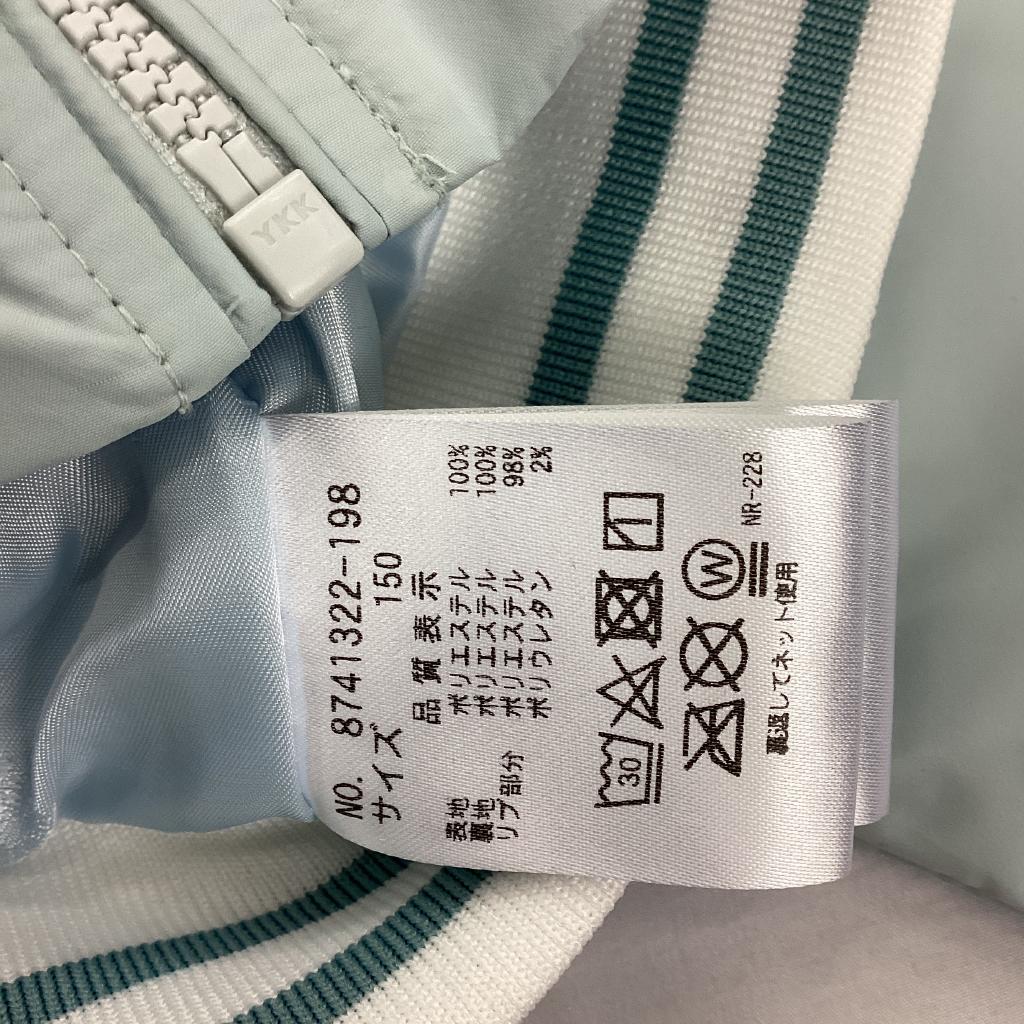 YKK
NO. 8741322-198
サイズ 150
品質表示
表地 ポリエステル 100%
裏地 ポリエステル 100%
リブ部分 ポリエステル 98%
ポリウレタン 2%
30
W
裏返してネット使用
NR-228